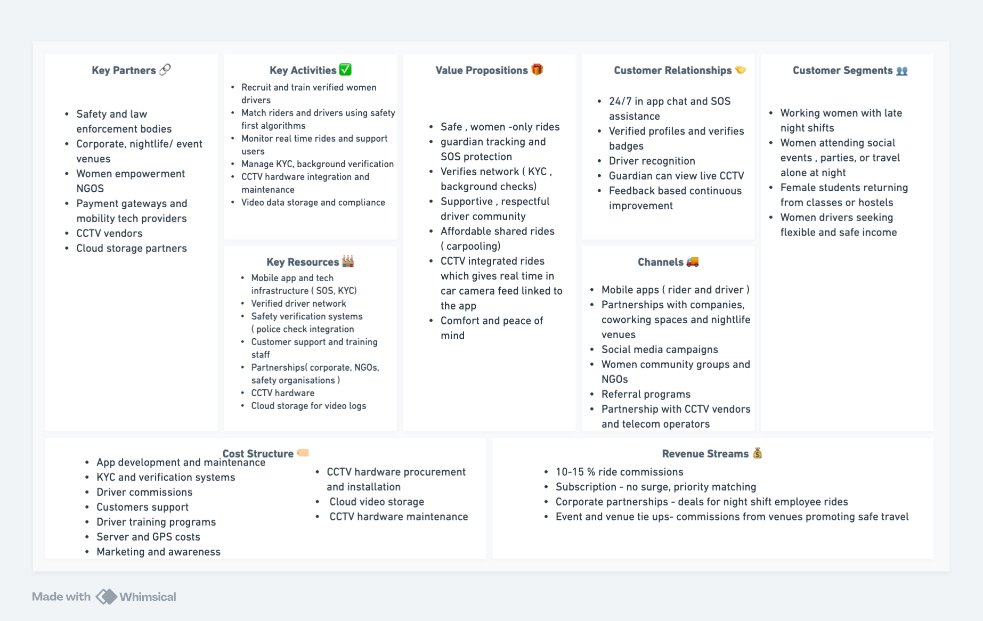 Key Partners 🔗
• Safety and law
enforcement bodies
• Corporate, nightlife/ event
venues
• Women empowerment
NGOS
• Payment gateways and
mobility tech providers
• CCTV vendors
• Cloud storage partners
Key Activities ✅
• Recruit and train verified women
drivers
• Match riders and drivers using safety
first algorithms
• Monitor real time rides and support
users
• Manage KYC, background verification
• CCTV hardware integration and
maintenance
• Video data storage and compliance
Key Resources 🏭
• Mobile app and tech
infrastructure ( SOS, KYC)
• Verified driver network
• Safety verification systems
( police check integration
• Customer support and training
staff
• Partnerships( corporate, NGOs,
safety organisations )
• CCTV hardware
• Cloud storage for video logs
Value Propositions 🎁
• Safe , women -only rides
• guardian tracking and
SOS protection
• Verifies network ( KYC ,
background checks)
• Supportive , respectful
driver community
• Affordable shared rides
( carpooling)
• CCTV integrated rides
which gives real time in
car camera feed linked to
the app
• Comfort and peace of
mind
Customer Relationships 🤝
• 24/7 in app chat and SOS
assistance
• Verified profiles and verifies
badges
• Driver recognition
• Guardian can view live CCTV
• Feedback based continuous
improvement
Channels 🚚
• Mobile apps ( rider and driver )
• Partnerships with companies,
coworking spaces and nightlife
venues
• Social media campaigns
• Women community groups and
NGOs
• Referral programs
• Partnership with CCTV vendors
and telecom operators
Customer Segments 👥
• Working women with late
night shifts
• Women attending social
events , parties, or travel
alone at night
• Female students returning
from classes or hostels
• Women drivers seeking
flexible and safe income
Cost Structure 🏷️
• App development and maintenance
• KYC and verification systems
• Driver commissions
• Customers support
• Driver training programs
• Server and GPS costs
• Marketing and awareness
• CCTV hardware procurement
and installation
• Cloud video storage
• CCTV hardware maintenance
Revenue Streams 💰
• 10-15 % ride commissions
• Subscription - no surge, priority matching
• Corporate partnerships - deals for night shift employee rides
• Event and venue tie ups- commissions from venues promoting safe travel
Made with Whimsical